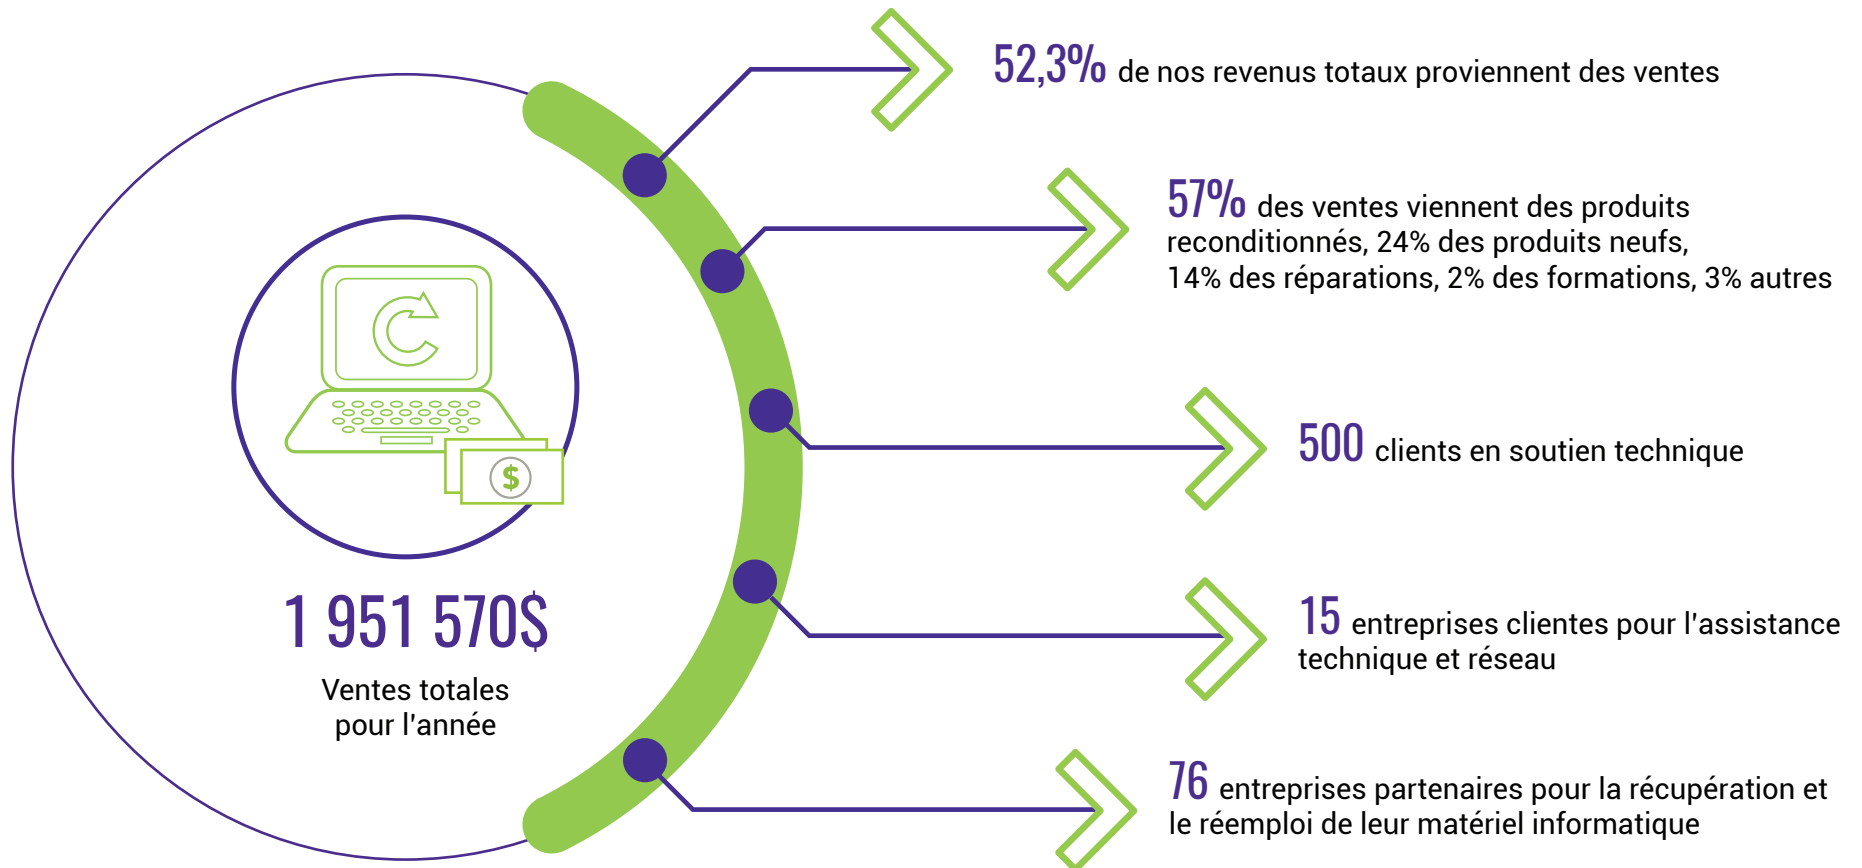 52,3% de nos revenus totaux proviennent des ventes
57% des ventes viennent des produits
reconditionnés, 24% des produits neufs,
14% des réparations, 2% des formations, 3% autres
500 clients en soutien technique
$
1 951 570$
Ventes totales
pour l'année
15 entreprises clientes pour l'assistance
technique et réseau
76 entreprises partenaires pour la récupération et
le réemploi de leur matériel informatique